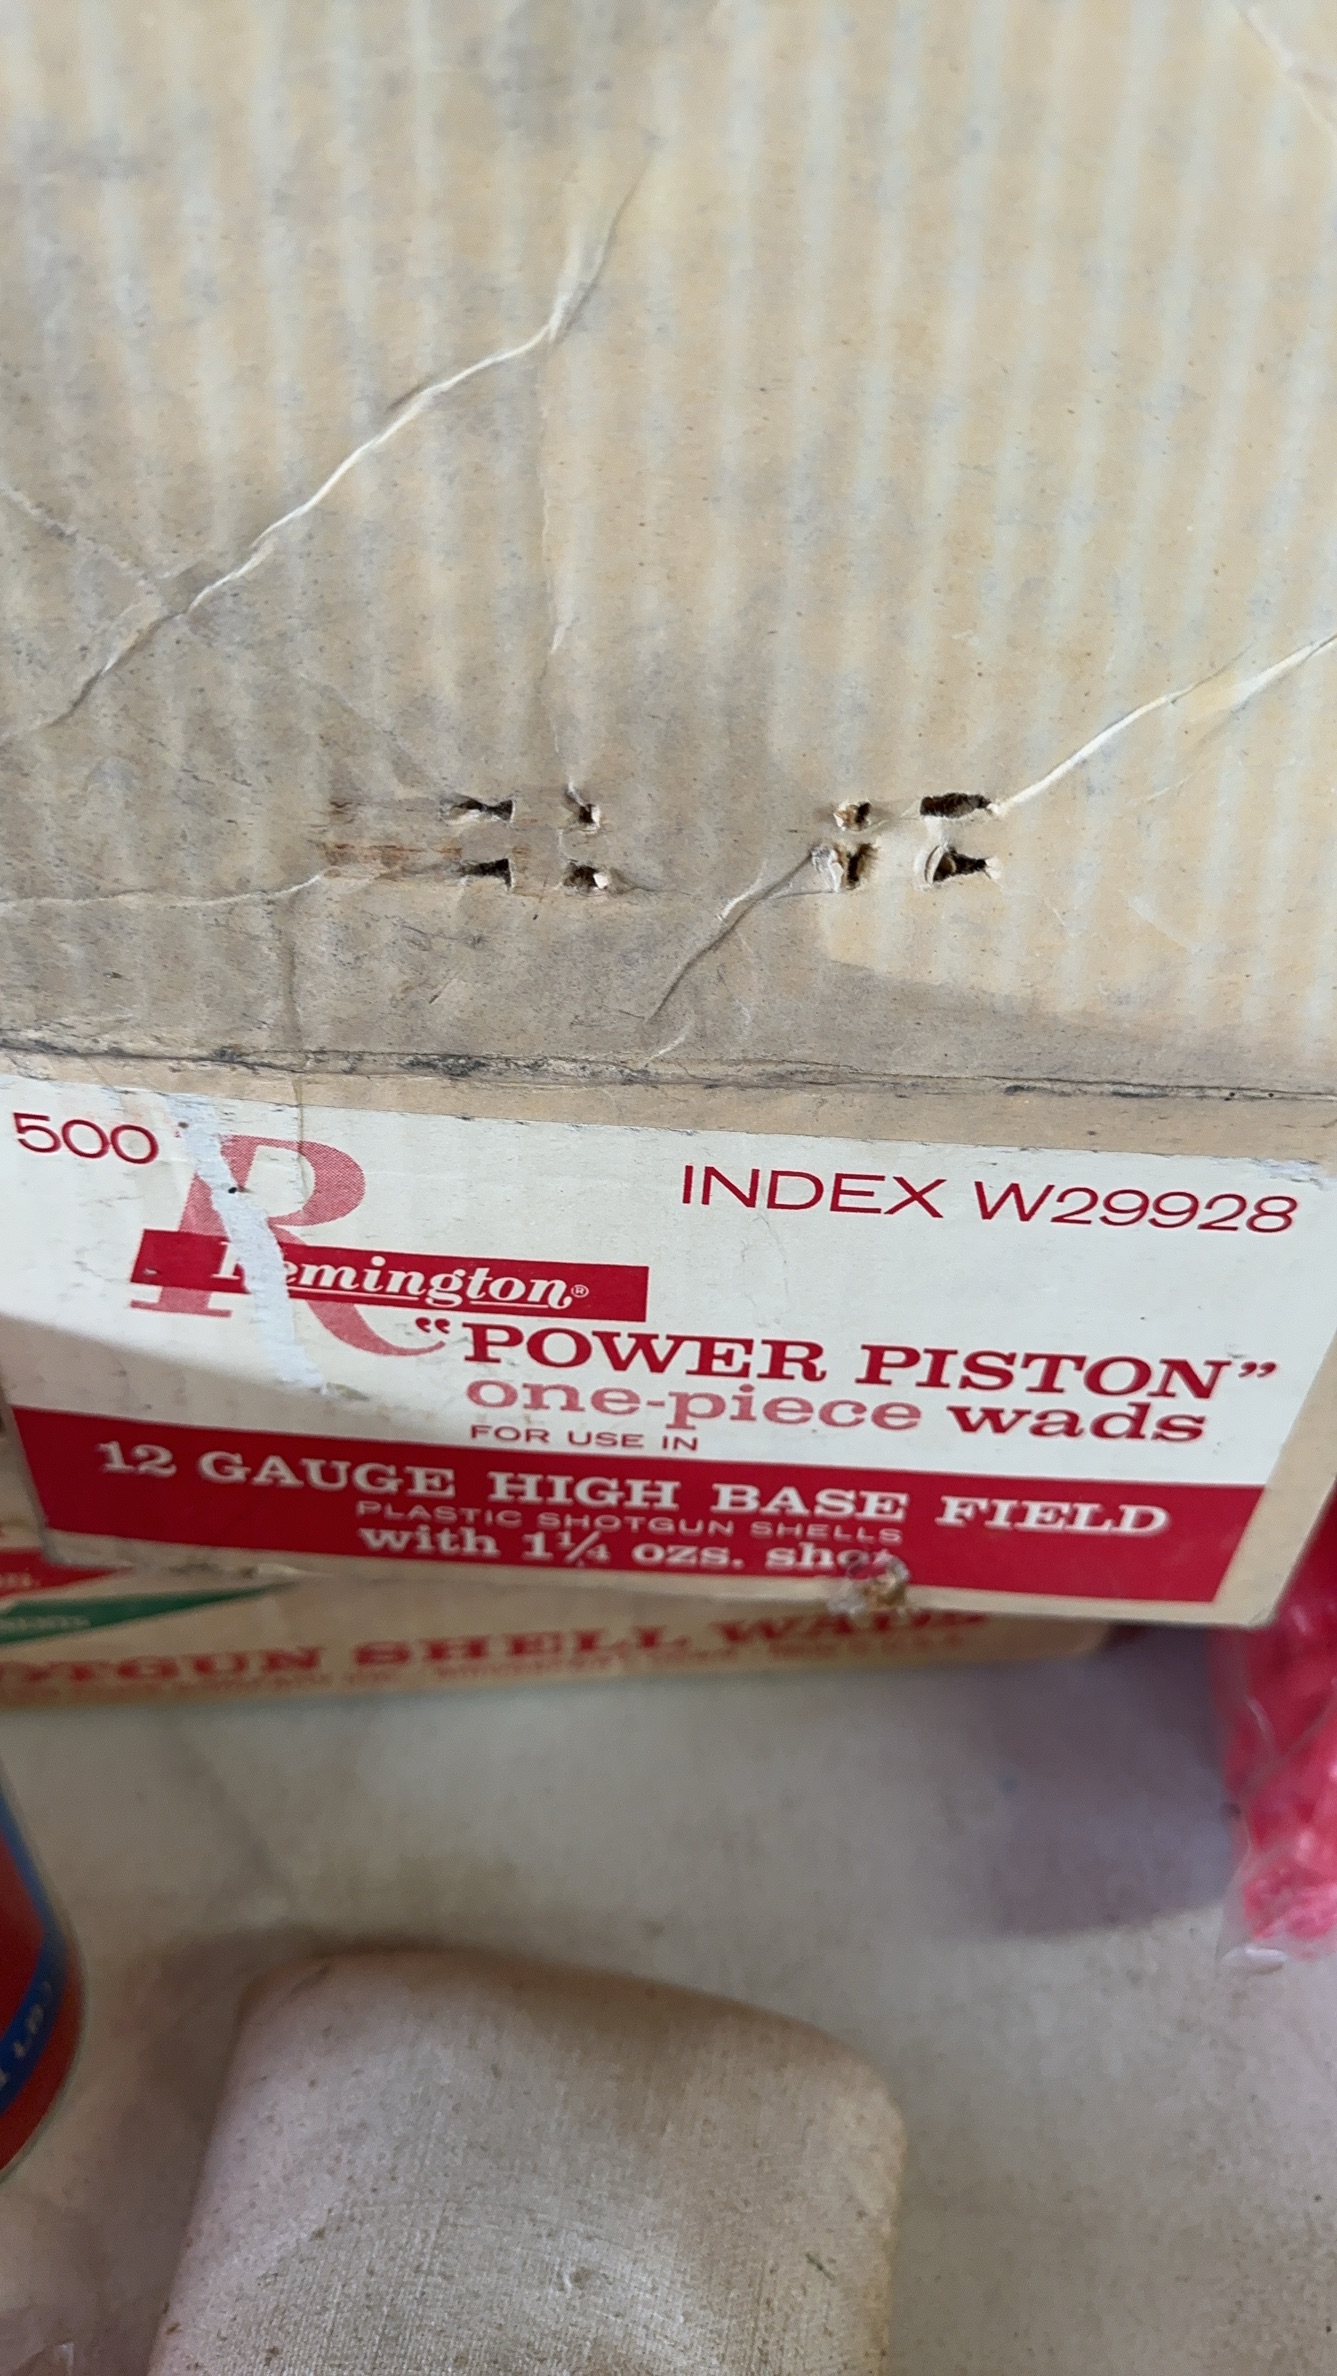 500
INDEX W29928
R
Remington®
"POWER PISTON"
one-piece wads
FOR USE IN
12 GAUGE HIGH BASE FIELD
PLASTIC SHOTGUN SHELLS
with 1¼ ozs. shot
SHELL WADS